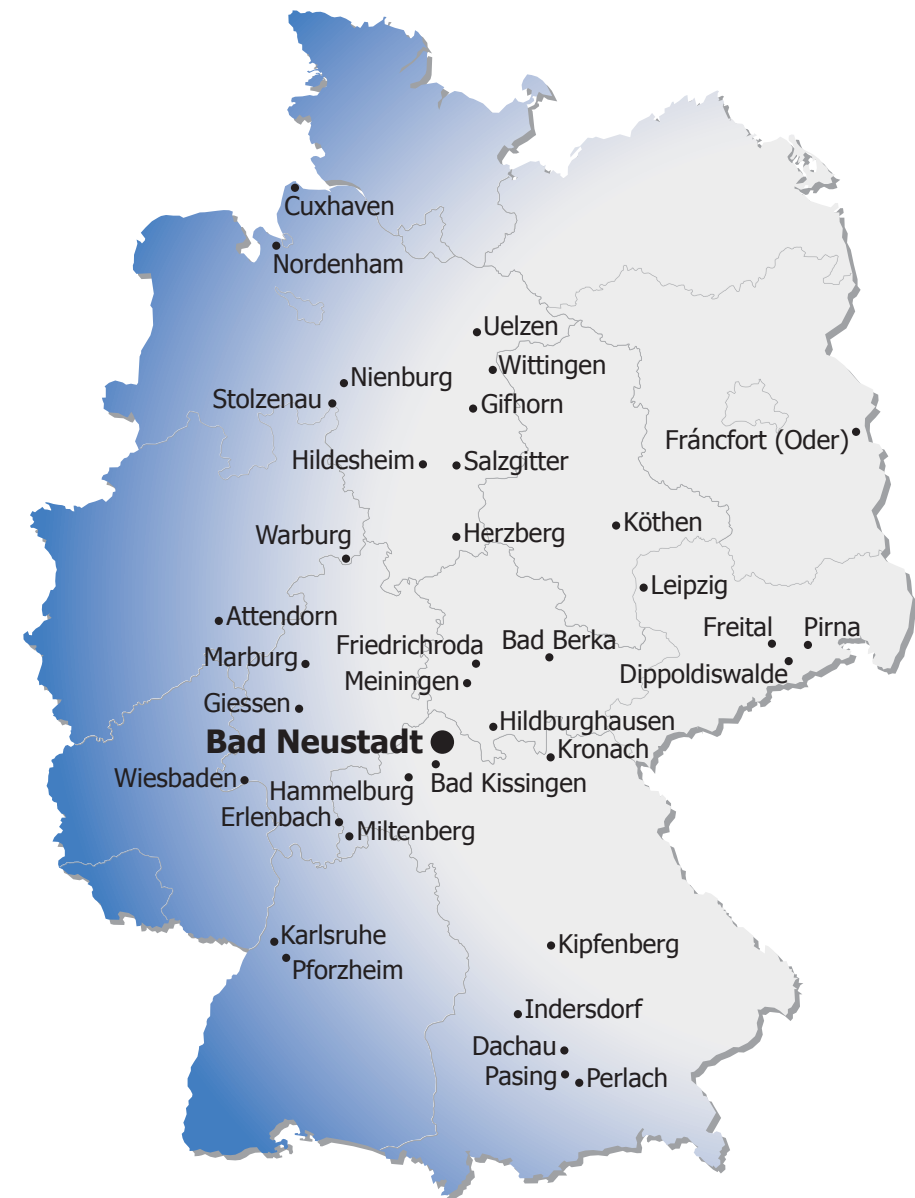 Cuxhaven
Nordenham
Uelzen
Wittingen
Nienburg
Stolzenau
Gifhorn
Fráncfort (Oder)
Hildesheim
Salzgitter
Köthen
Warburg
Herzberg
Leipzig
Attendorn
Freital
Pirna
Friedrichroda
Bad Berka
Marburg
Dippoldiswalde
Meiningen
Giessen
Hildburghausen
Bad Neustadt
Kronach
Wiesbaden
Bad Kissingen
Hammelburg
Erlenbach
Miltenberg
Karlsruhe
Kipfenberg
Pforzheim
Indersdorf
Dachau
Pasing
Perlach